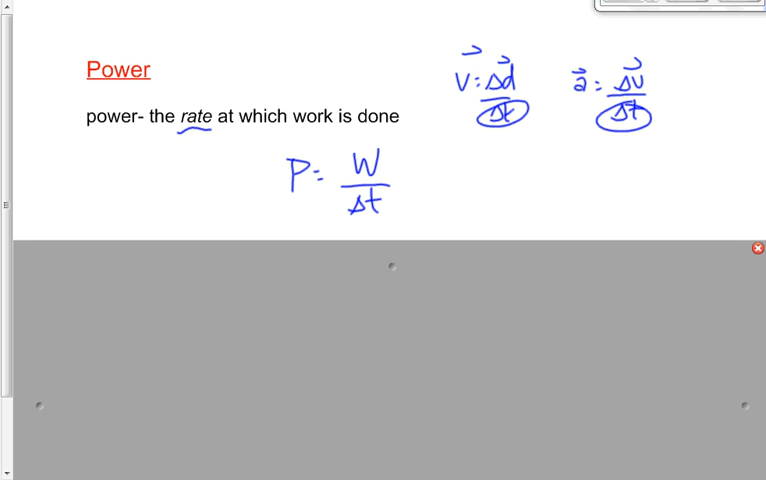 Power
v⃗ = Δd⃗/Δt
a⃗ = Δv⃗/Δt
power- the rate at which work is done
P = W/Δt